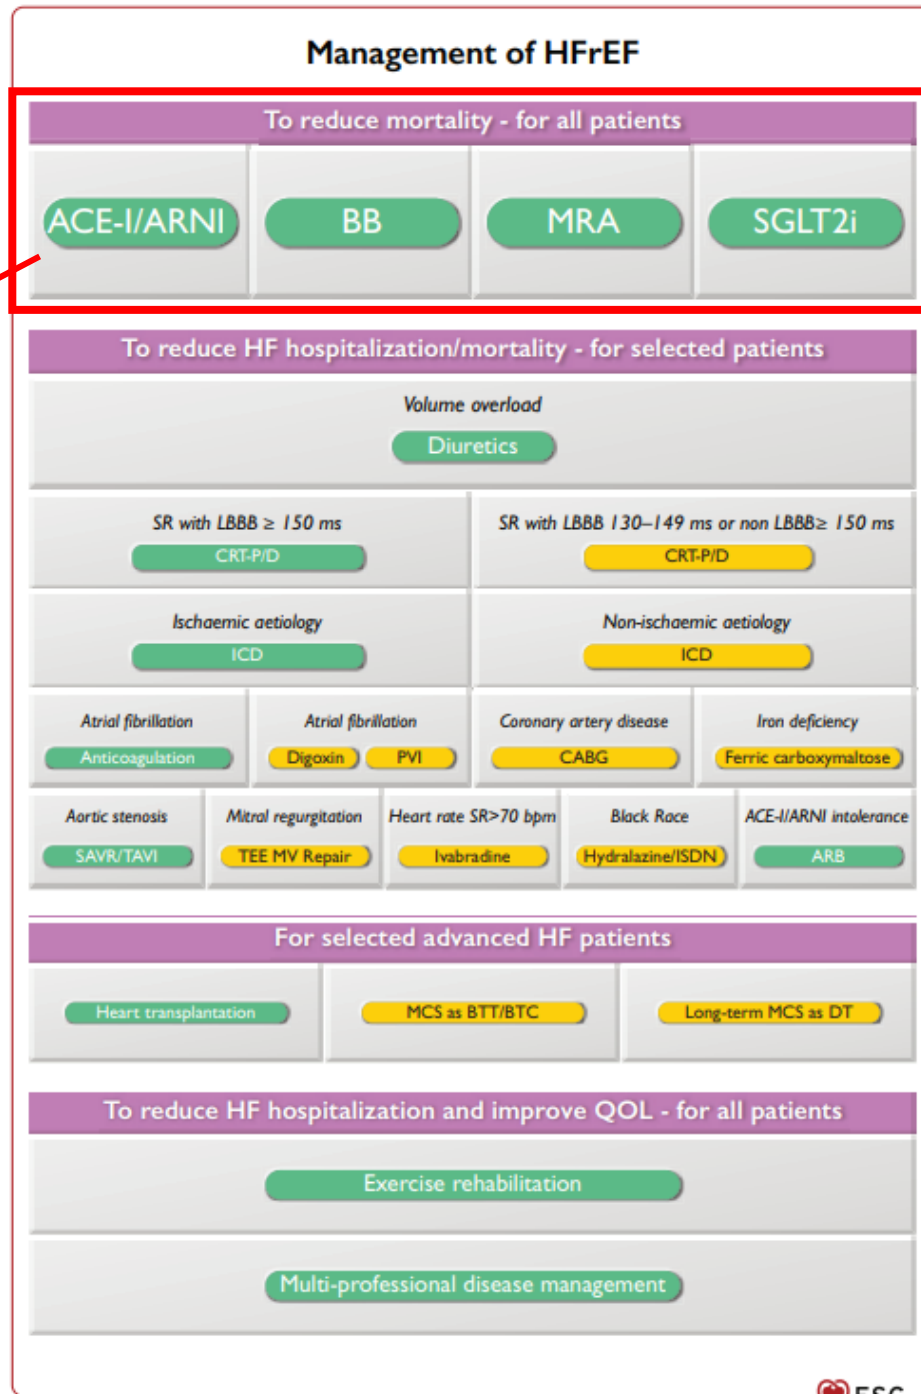 Management of HFrEF
To reduce mortality - for all patients
ACE-I/ARNI BB MRA SGLT2i
To reduce HF hospitalization/mortality - for selected patients
Volume overload
Diuretics
SR with LBBB ≥ 150 ms SR with LBBB 130–149 ms or non LBBB≥ 150 ms
CRT-P/D CRT-P/D
Ischaemic aetiology Non-ischaemic aetiology
ICD ICD
Atrial fibrillation Atrial fibrillation Coronary artery disease Iron deficiency
Anticoagulation Digoxin PVI CABG Ferric carboxymaltose
Aortic stenosis Mitral regurgitation Heart rate SR>70 bpm Black Race ACE-I/ARNI intolerance
SAVR/TAVI TEE MV Repair Ivabradine Hydralazine/ISDN ARB
For selected advanced HF patients
Heart transplantation MCS as BTT/BTC Long-term MCS as DT
To reduce HF hospitalization and improve QOL - for all patients
Exercise rehabilitation
Multi-professional disease management
ESC